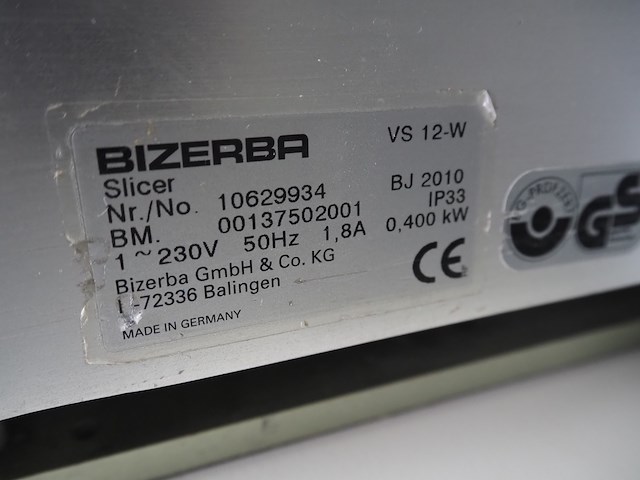 BIZERBA VS 12-W
Slicer
Nr./No. 10629934 BJ 2010
BM. 00137502001 IP33
1~230V 50Hz 1,8A 0,400 kW
Bizerba GmbH & Co. KG
-72336 Balingen
CE
MADE IN GERMANY
GS